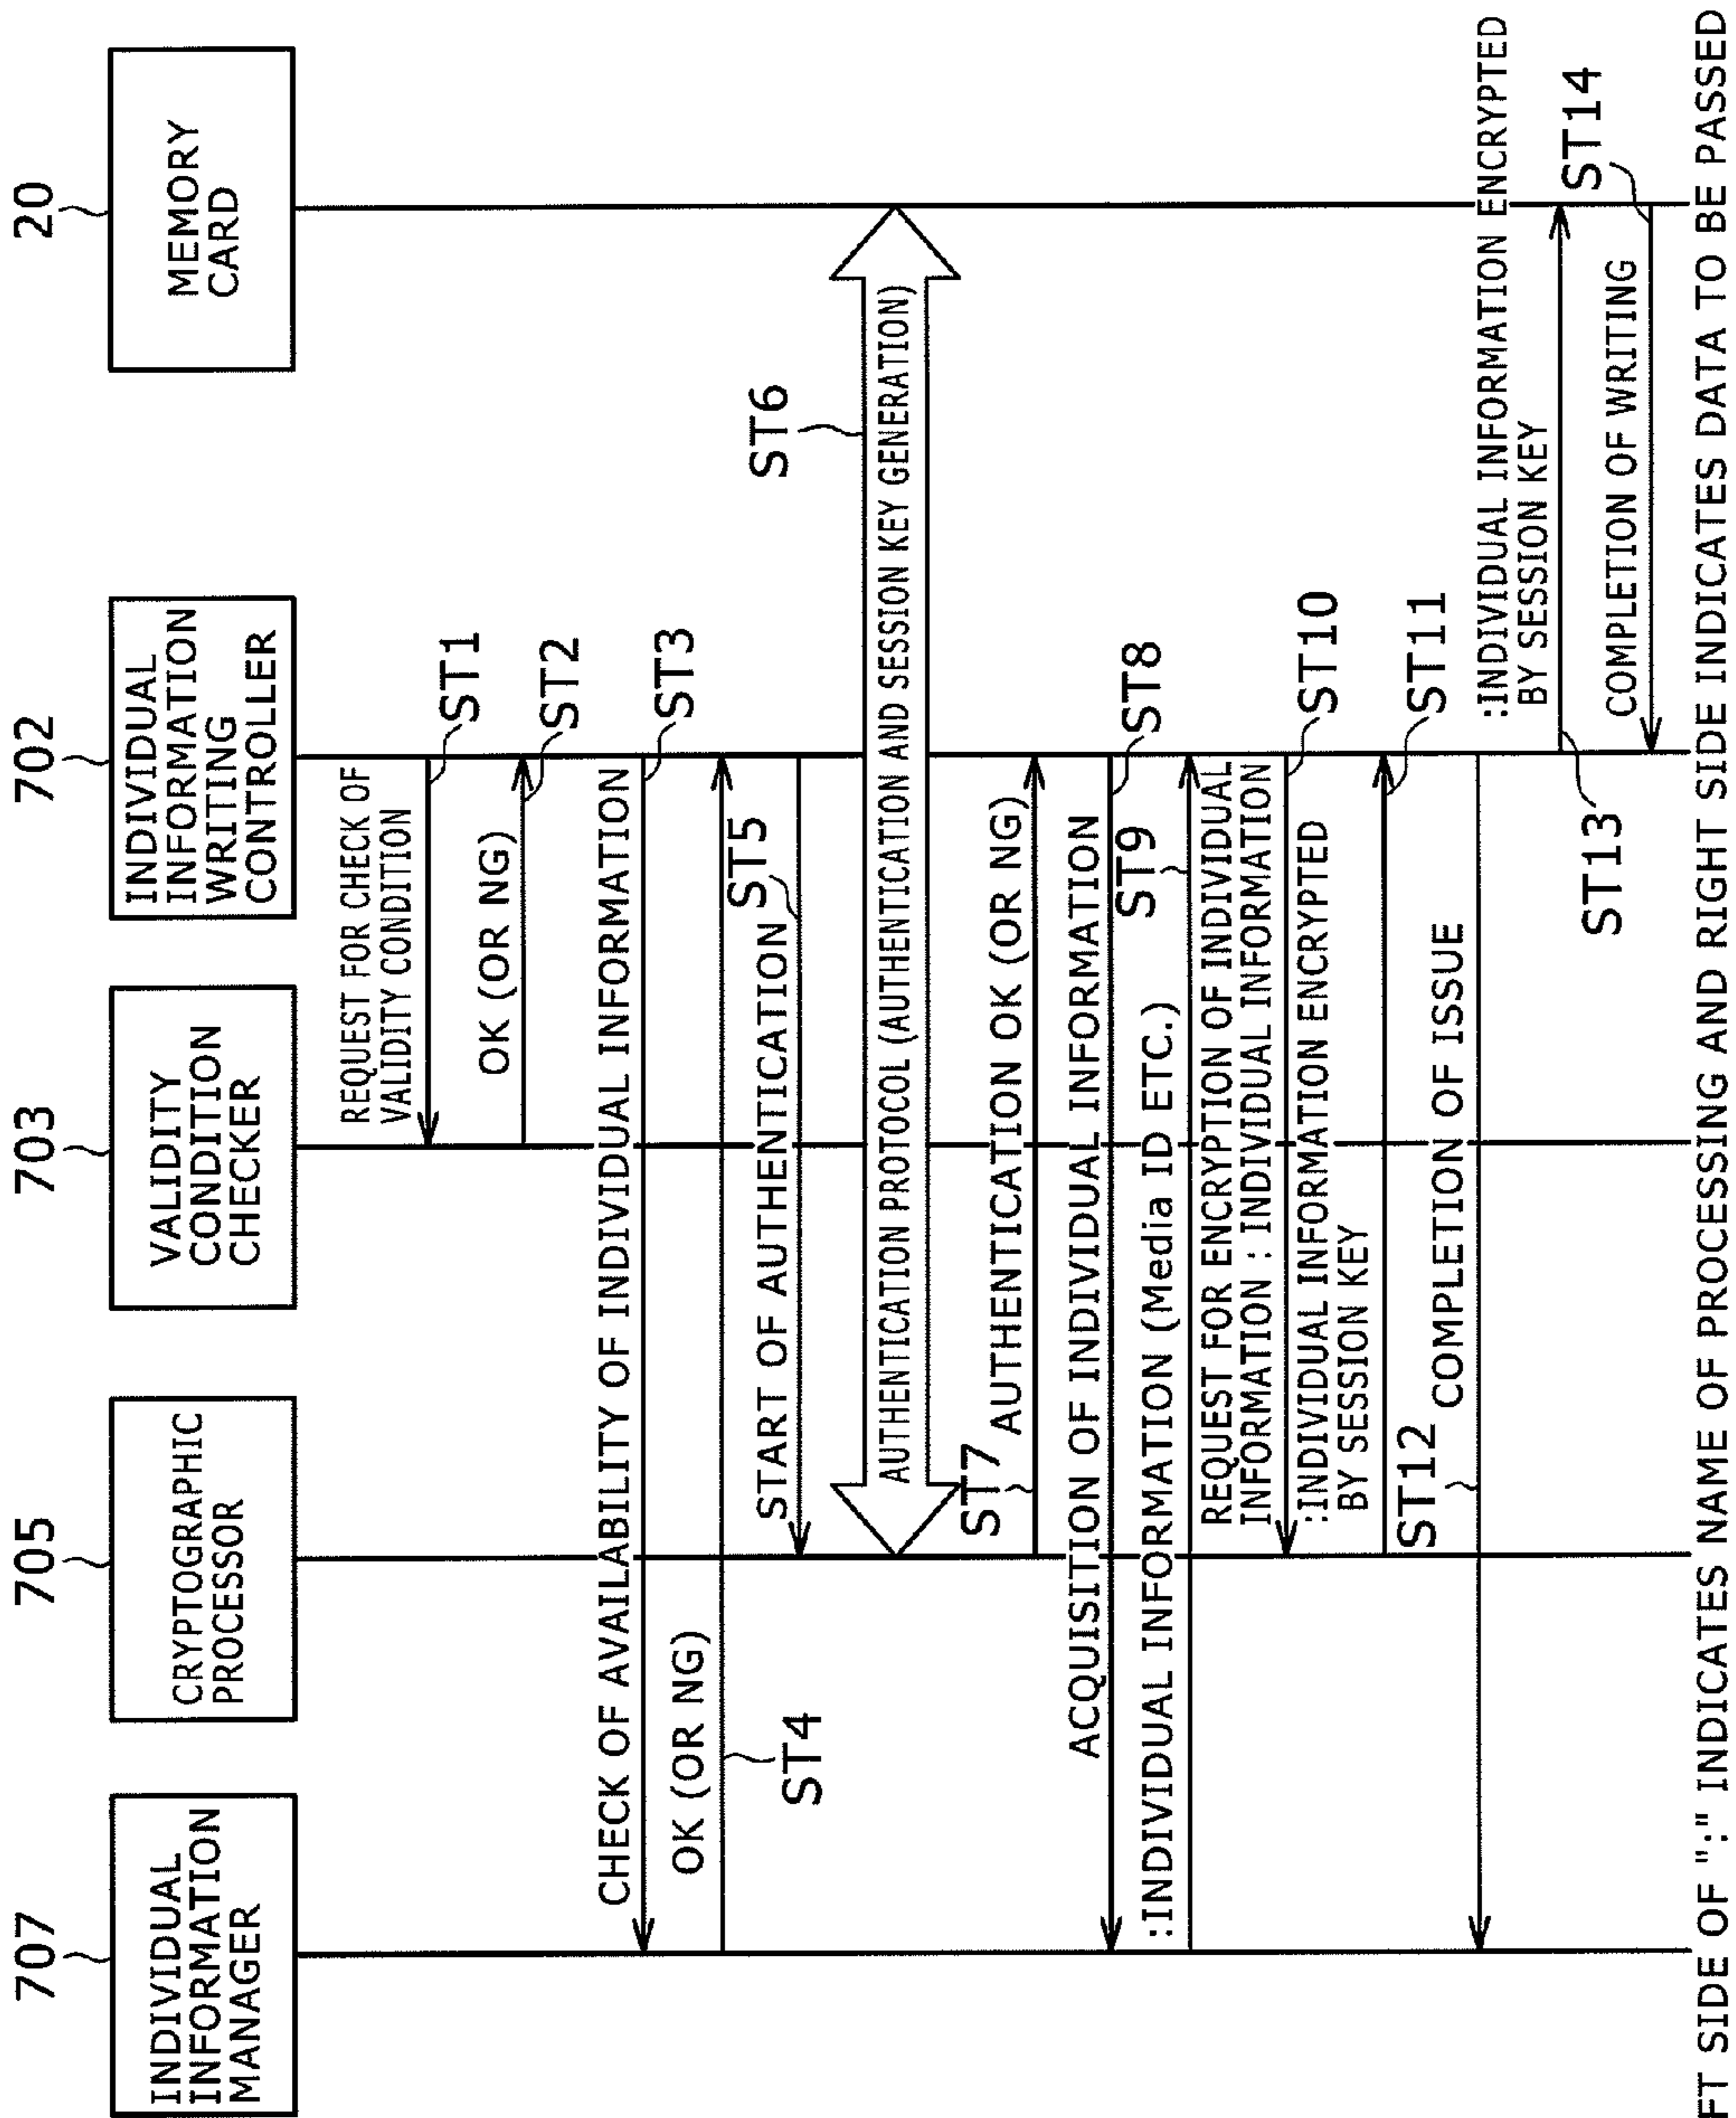 707
705
703
702
20
INDIVIDUAL
INFORMATION
MANAGER
CRYPTOGRAPHIC
PROCESSOR
VALIDITY
CONDITION
CHECKER
INDIVIDUAL
INFORMATION
WRITING
CONTROLLER
MEMORY
CARD
REQUEST FOR CHECK OF
VALIDITY CONDITION
ST1
OK (OR NG)
ST2
CHECK OF AVAILABILITY OF INDIVIDUAL INFORMATION
ST3
OK (OR NG)
ST4
START OF AUTHENTICATION
ST5
ST6
AUTHENTICATION PROTOCOL (AUTHENTICATION AND SESSION KEY GENERATION)
ST7
AUTHENTICATION OK (OR NG)
ACQUISITION OF INDIVIDUAL INFORMATION
ST8
:INDIVIDUAL INFORMATION (Media ID ETC.)
ST9
REQUEST FOR ENCRYPTION OF INDIVIDUAL
INFORMATION : INDIVIDUAL INFORMATION
ST10
:INDIVIDUAL INFORMATION ENCRYPTED
BY SESSION KEY
ST11
ST12
COMPLETION OF ISSUE
:INDIVIDUAL INFORMATION ENCRYPTED
BY SESSION KEY
ST13
COMPLETION OF WRITING
ST14
FT SIDE OF ":" INDICATES NAME OF PROCESSING AND RIGHT SIDE INDICATES DATA TO BE PASSED